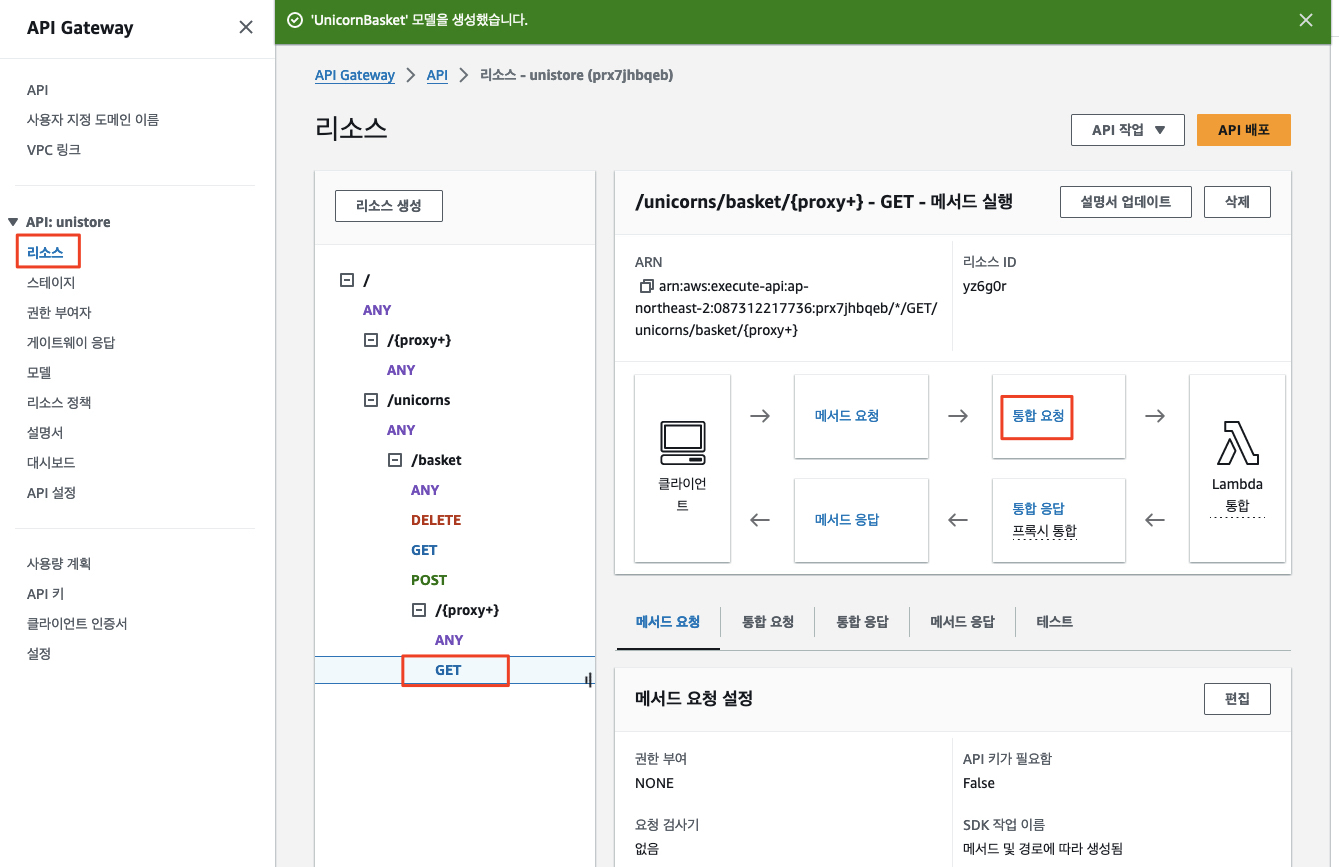 API Gateway
'UnicornBasket' 모델을 생성했습니다.
API
사용자 지정 도메인 이름
VPC 링크
API: unistore
리소스
스테이지
권한 부여자
게이트웨이 응답
모델
리소스 정책
설명서
대시보드
API 설정
사용량 계획
API 키
클라이언트 인증서
설정
API Gateway
API
리소스 - unistore (prx7jhbqeb)
리소스
API 작업
API 배포
리소스 생성
/
ANY
/{proxy+}
ANY
/unicorns
ANY
/basket
ANY
DELETE
GET
POST
/{proxy+}
ANY
GET
/unicorns/basket/{proxy+} - GET - 메서드 실행
설명서 업데이트
삭제
ARN
arn:aws:execute-api:ap-
northeast-2:087312217736:prx7jhbqeb/*/GET/
unicorns/basket/{proxy+}
리소스 ID
yz6g0r
클라이언
트
메서드 요청
통합 요청
Lambda
통합
메서드 응답
통합 응답
프록시 통합
메서드 요청
통합 요청
통합 응답
메서드 응답
테스트
메서드 요청 설정
편집
권한 부여
NONE
API 키가 필요함
False
요청 검사기
없음
SDK 작업 이름
메서드 및 경로에 따라 생성됨